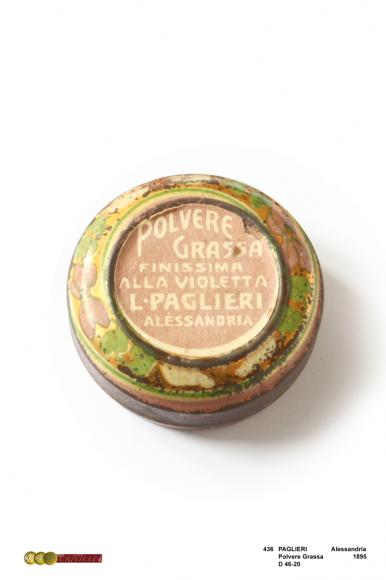 POLVERE
GRASSA
FINISSIMA
ALLA VIOLETTA
L·PAGLIERI
ALESSANDRIA
436 PAGLIERI Alessandria
Polvere Grassa 1895
D 46-20